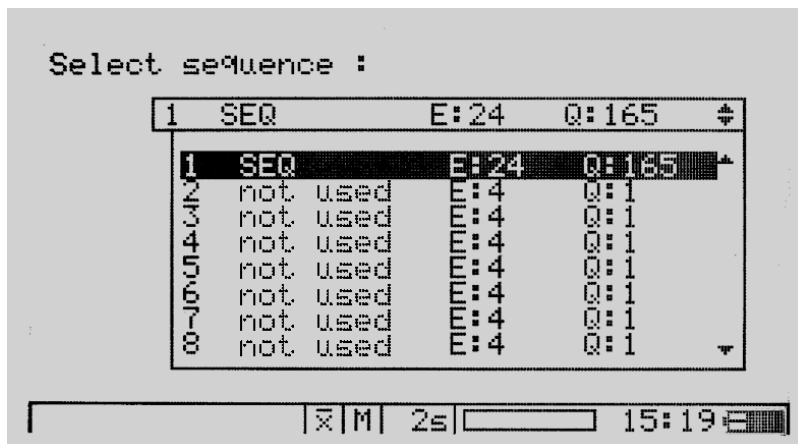 Select sequence :
1 SEQ E:24 Q:165
1 SEQ E:24 Q:165
2 not used E:4 Q:1
3 not used E:4 Q:1
4 not used E:4 Q:1
5 not used E:4 Q:1
6 not used E:4 Q:1
7 not used E:4 Q:1
8 not used E:4 Q:1
x̅ M 2s 15:19